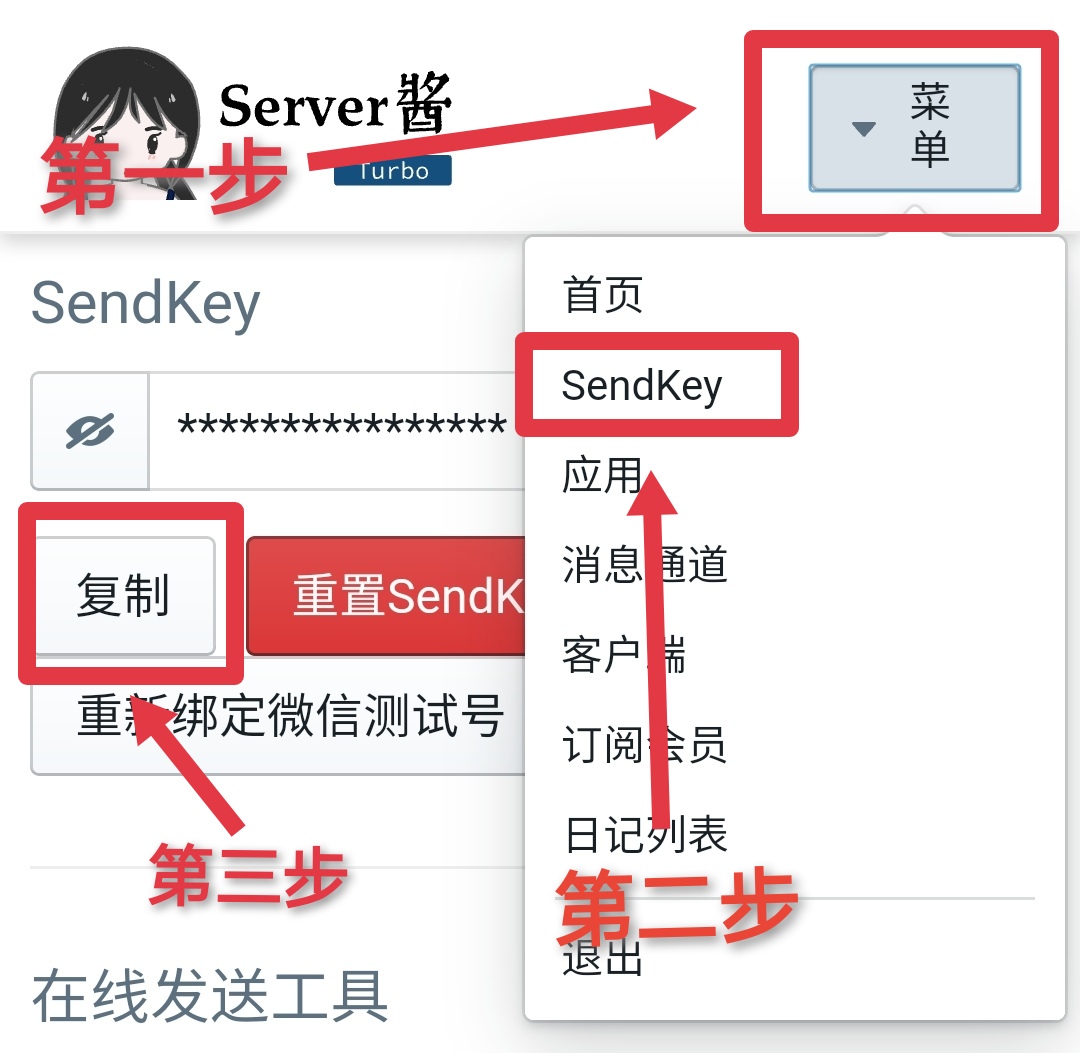 Server酱
Turbo
第一步
菜
单
SendKey
****************
复制
重置SendK
重新绑定微信测试号
第三步
在线发送工具
首页
SendKey
应用
消息通道
客户端
订阅会员
日记列表
第二步
退出